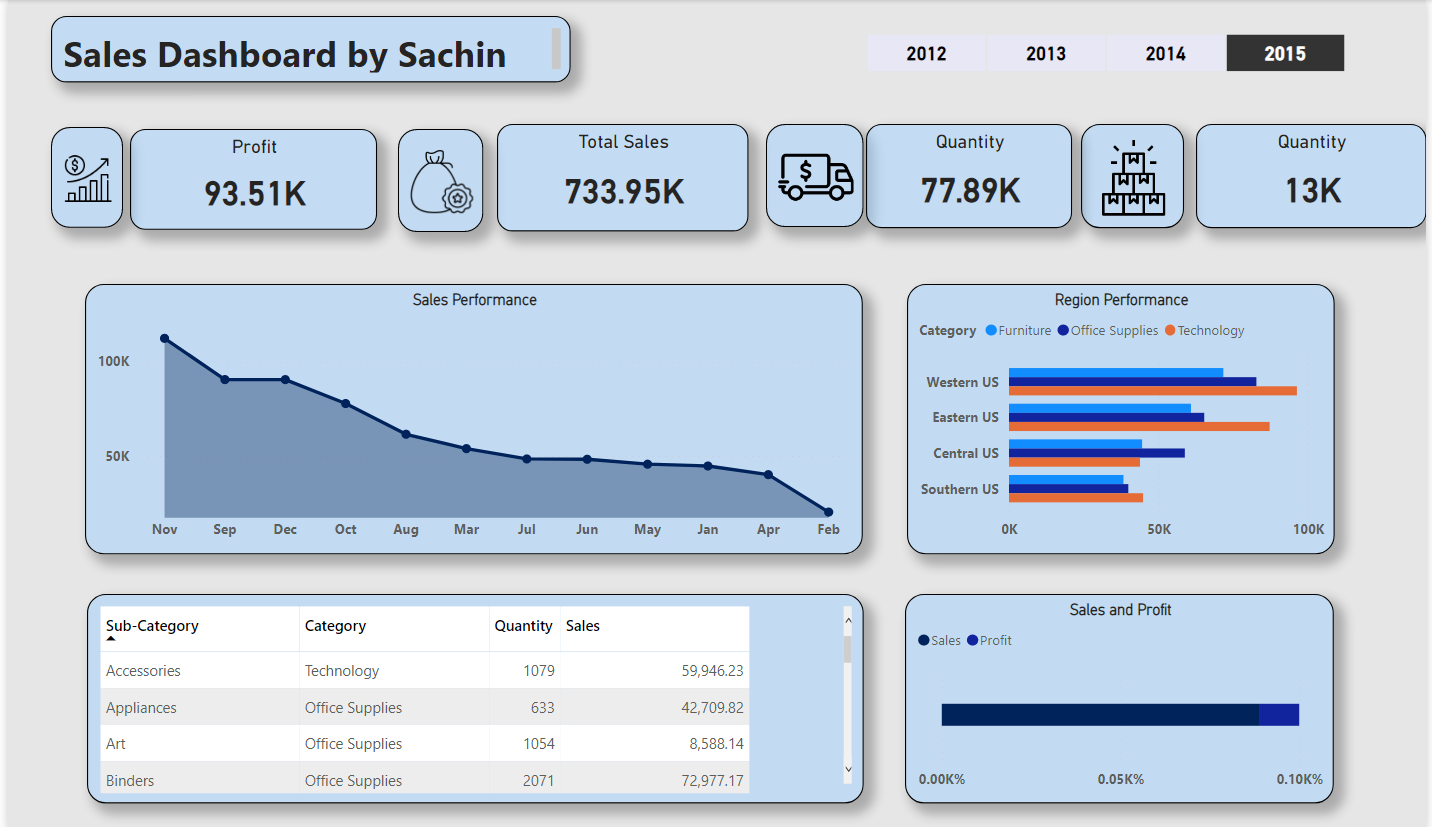 Sales Dashboard by Sachin
2012 2013 2014 2015
Profit
93.51K
Total Sales
733.95K
$
Quantity
77.89K
Quantity
13K
Sales Performance
100K
50K
Nov Sep Dec Oct Aug Mar Jul Jun May Jan Apr Feb
Region Performance
Category Furniture Office Supplies Technology
Western US
Eastern US
Central US
Southern US
0K 50K 100K
Sub-Category Category Quantity Sales
Accessories Technology 1079 59,946.23
Appliances Office Supplies 633 42,709.82
Art Office Supplies 1054 8,588.14
Binders Office Supplies 2071 72,977.17
Sales and Profit
Sales Profit
0.00K% 0.05K% 0.10K%